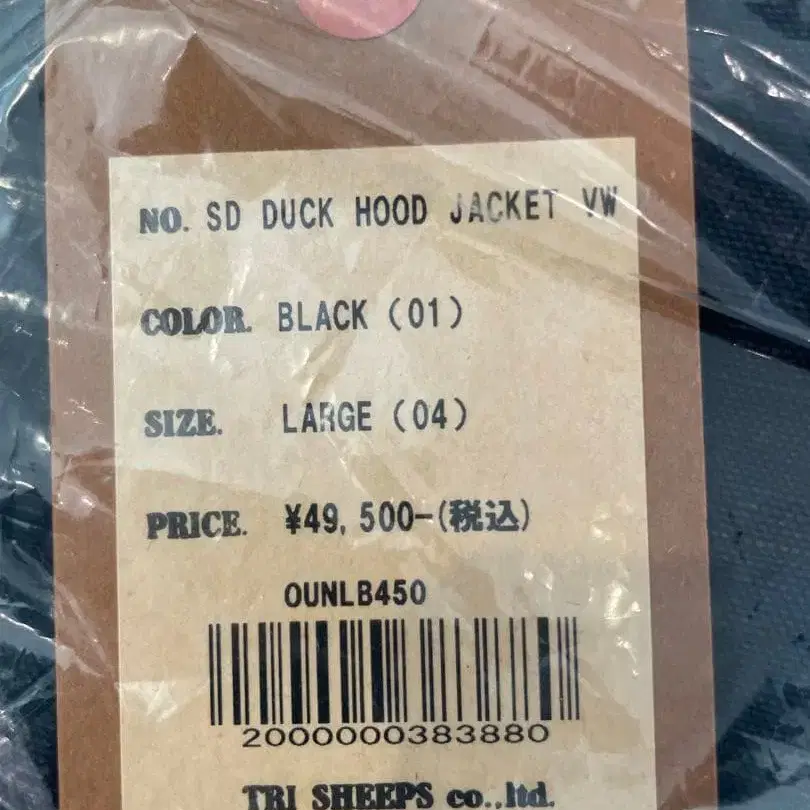 NO. SD DUCK HOOD JACKET VW
COLOR. BLACK (01)
SIZE. LARGE (04)
PRICE. ¥49,500-(税込)
OUNLB450
2000000383880
TRI SHEEPS co.,ltd.